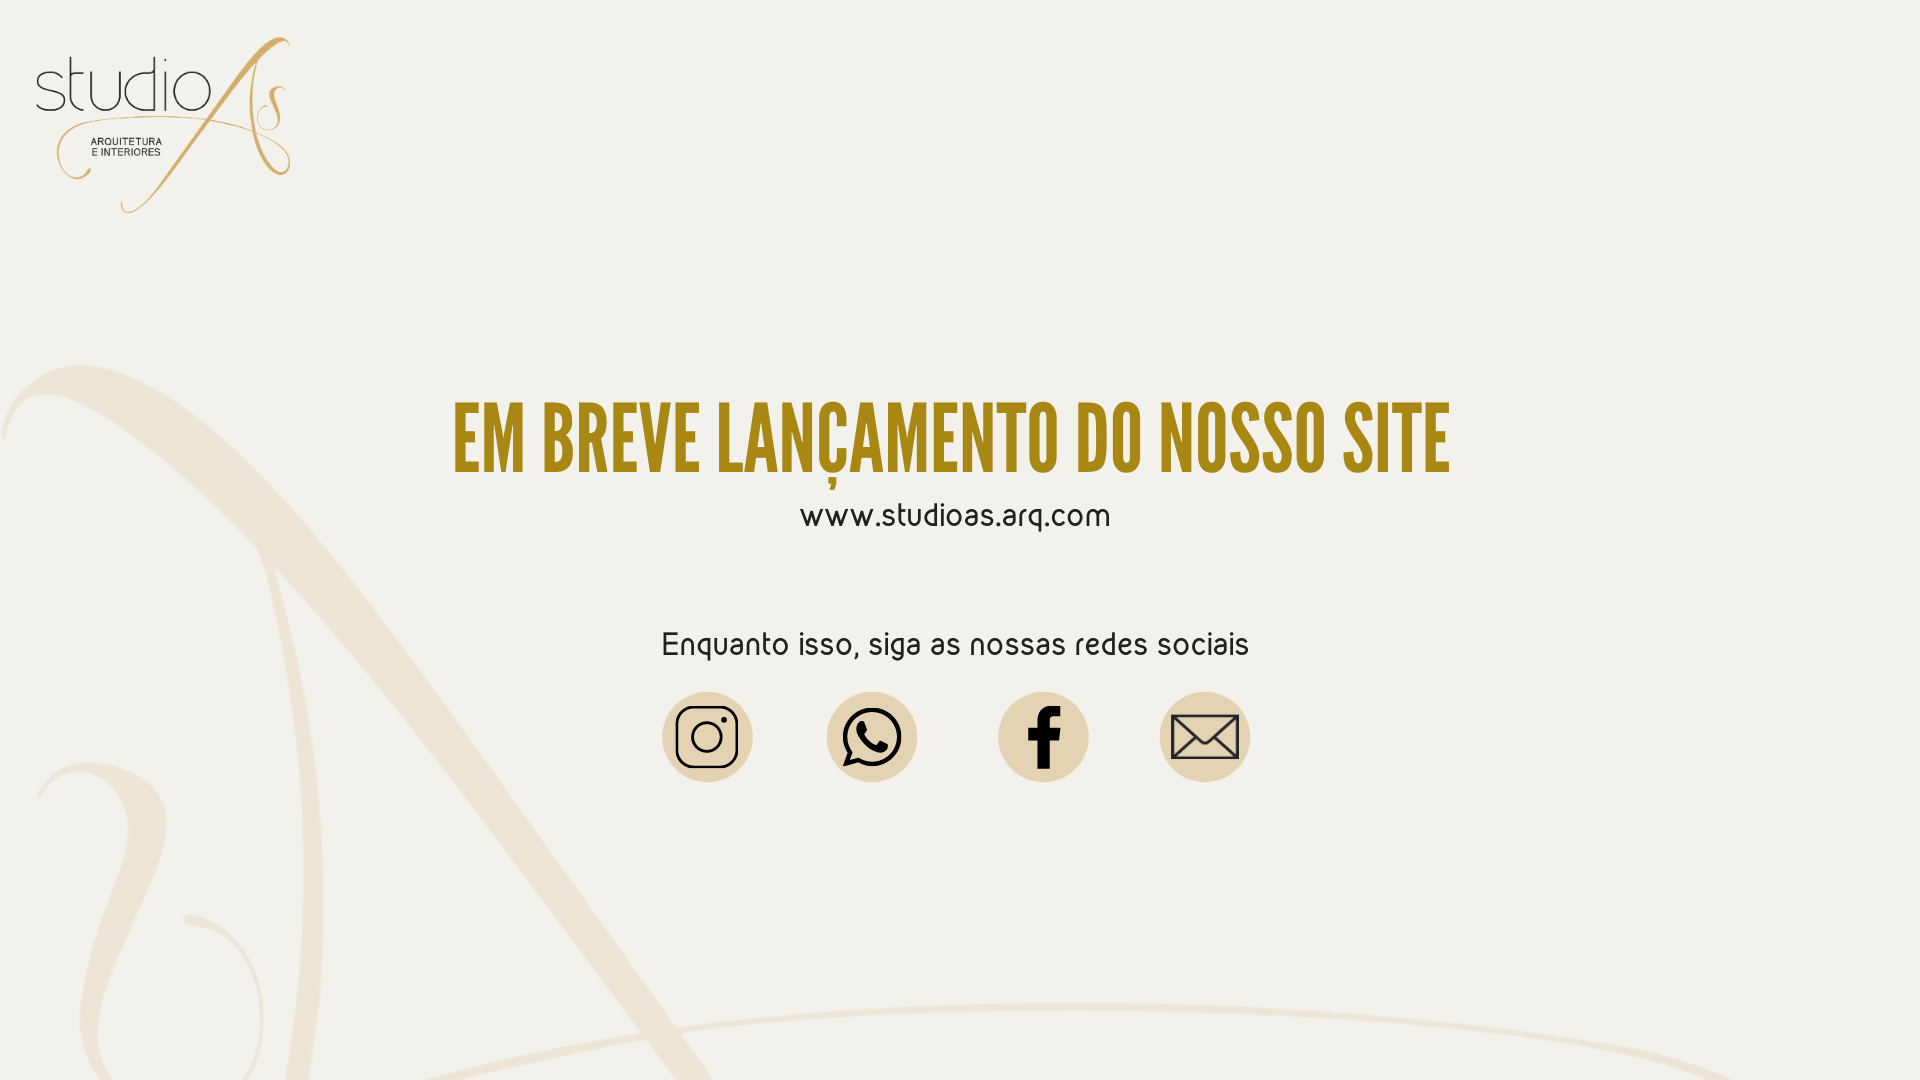 studio As
ARQUITETURA
E INTERIORES
EM BREVE LANÇAMENTO DO NOSSO SITE
www.studioas.arq.com
Enquanto isso, siga as nossas redes sociais